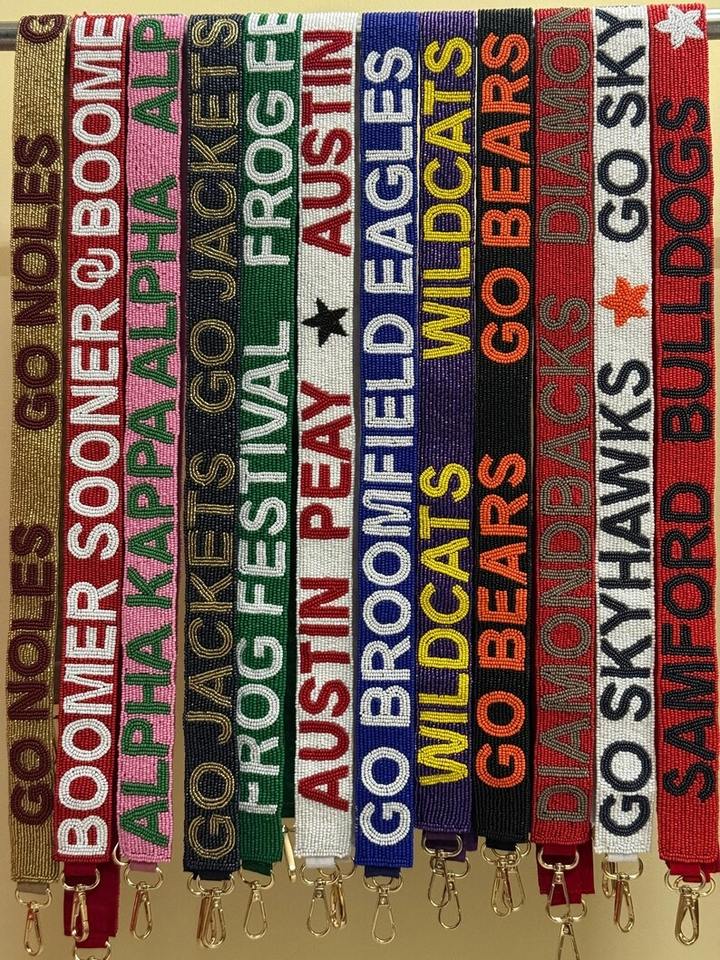 GO NOLES GO NOLES G
BOOMER SOONER OU BOOME
ALPHA KAPPA ALPHA ALP
GO JACKETS GO JACKETS
FROG FESTIVAL FROG FE
AUSTIN PEAY AUSTIN
GO BROOMFIELD EAGLES
WILDCATS WILDCATS
GO BEARS GO BEARS
DIAMONDBACKS DIAMON
GO SKYHAWKS GO SKY
SAMFORD BULLDOGS